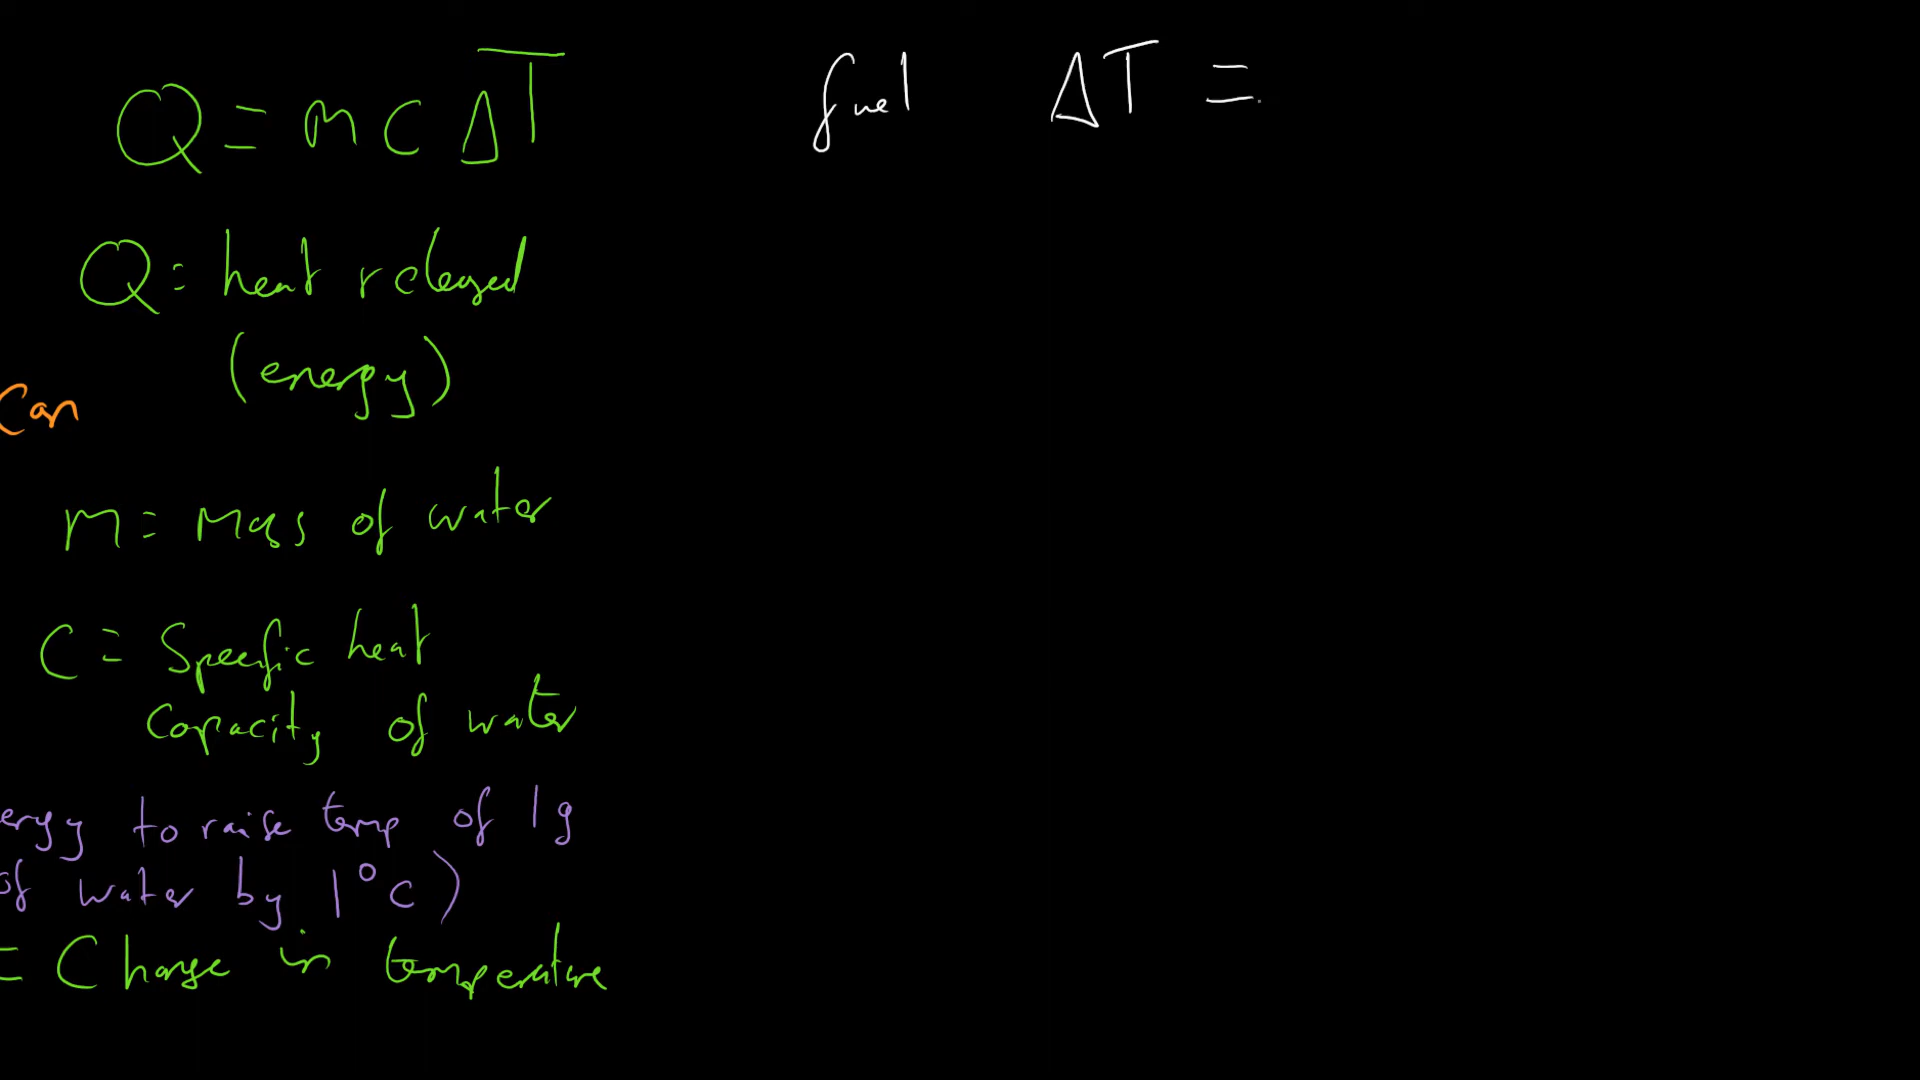 Q = m c ΔT
Q = heat released
(energy)
Can
m = Mass of water
C = Specific heat
Capacity of water
ergy to raise temp of 1g
of water by 1°C)
= Change in temperature
fuel ΔT =